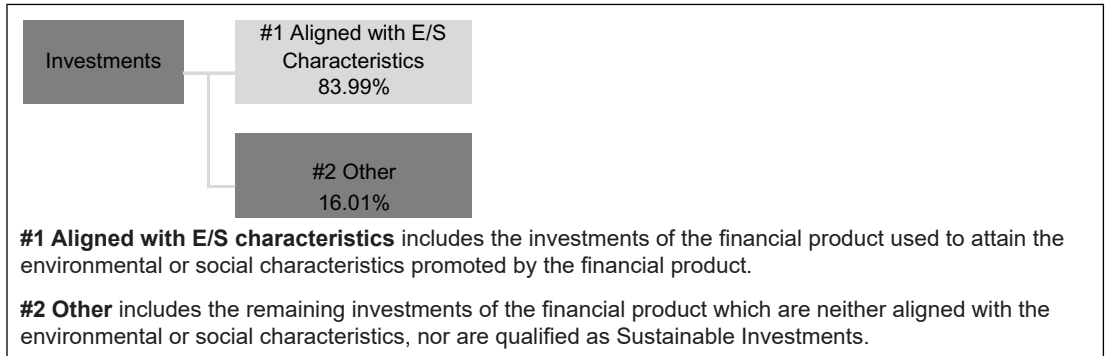 Investments
#1 Aligned with E/S
Characteristics
83.99%
#2 Other
16.01%
#1 Aligned with E/S characteristics includes the investments of the financial product used to attain the
environmental or social characteristics promoted by the financial product.
#2 Other includes the remaining investments of the financial product which are neither aligned with the
environmental or social characteristics, nor are qualified as Sustainable Investments.